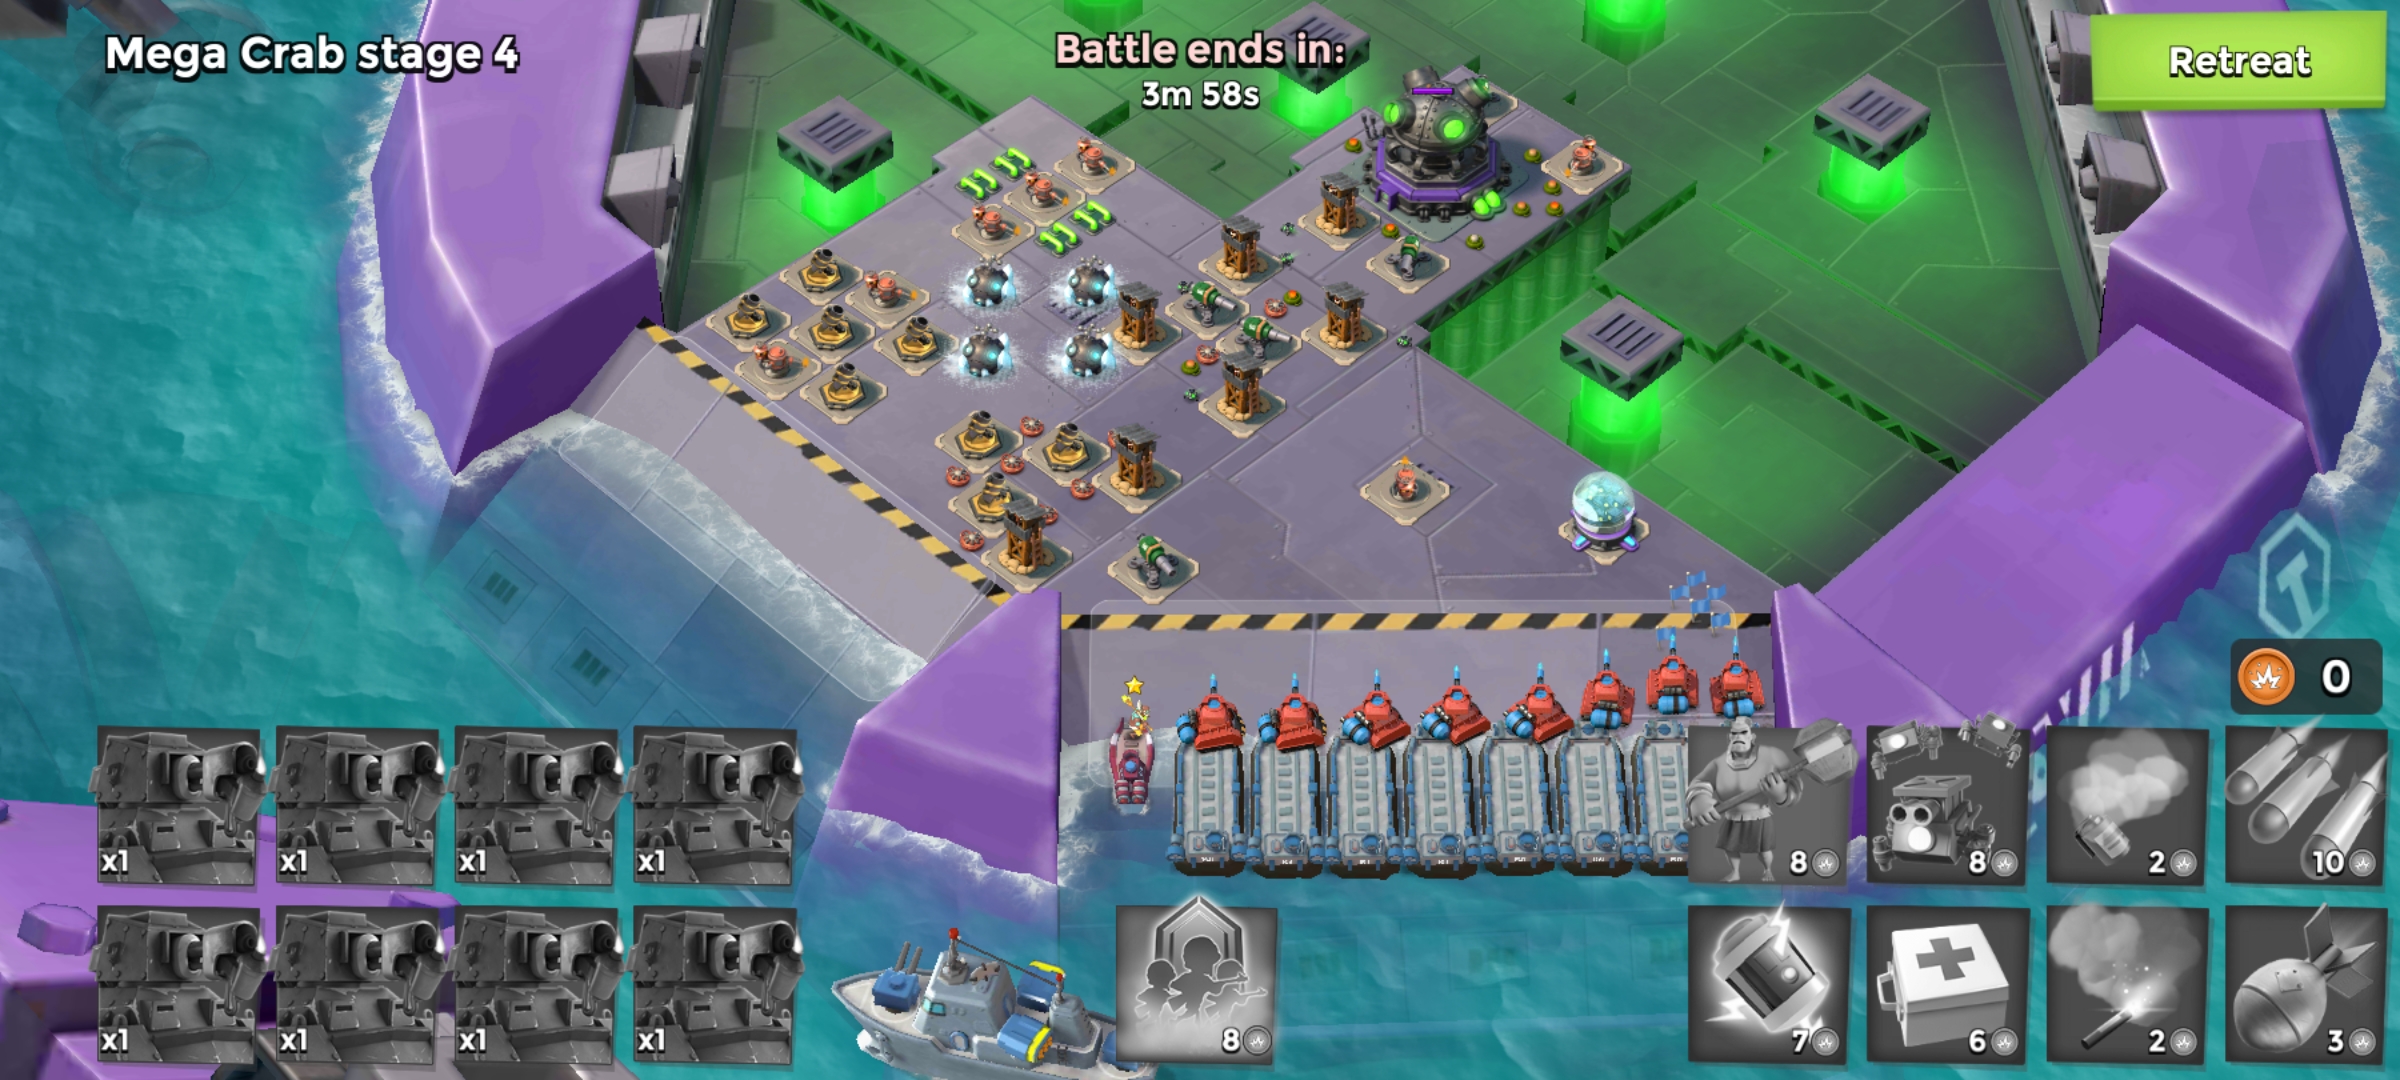 Mega Crab stage 4
Battle ends in:
3m 58s
Retreat
0
x1
x1
x1
x1
8
8
2
10
x1
x1
x1
x1
8
7
6
2
3